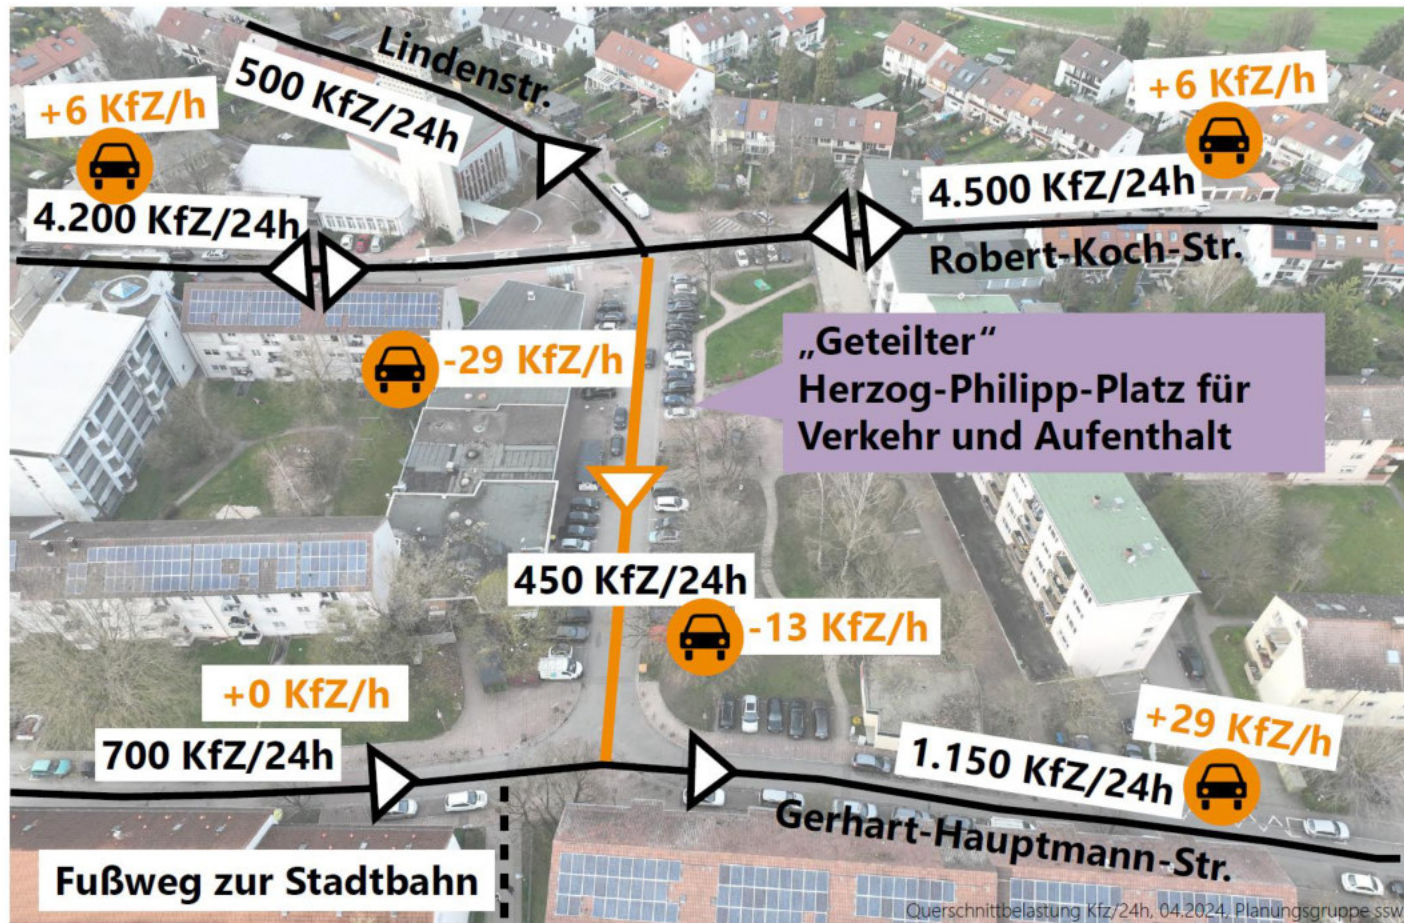 Lindenstr.
500 KfZ/24h
+6 KfZ/h
4.200 KfZ/24h
+6 KfZ/h
4.500 KfZ/24h
Robert-Koch-Str.
-29 KfZ/h
„Geteilter“
Herzog-Philipp-Platz für
Verkehr und Aufenthalt
450 KfZ/24h
-13 KfZ/h
+0 KfZ/h
700 KfZ/24h
+29 KfZ/h
1.150 KfZ/24h
Gerhart-Hauptmann-Str.
Fußweg zur Stadtbahn
Querschnittbelastung Kfz/24h, 04.2024, Planungsgruppe ssw